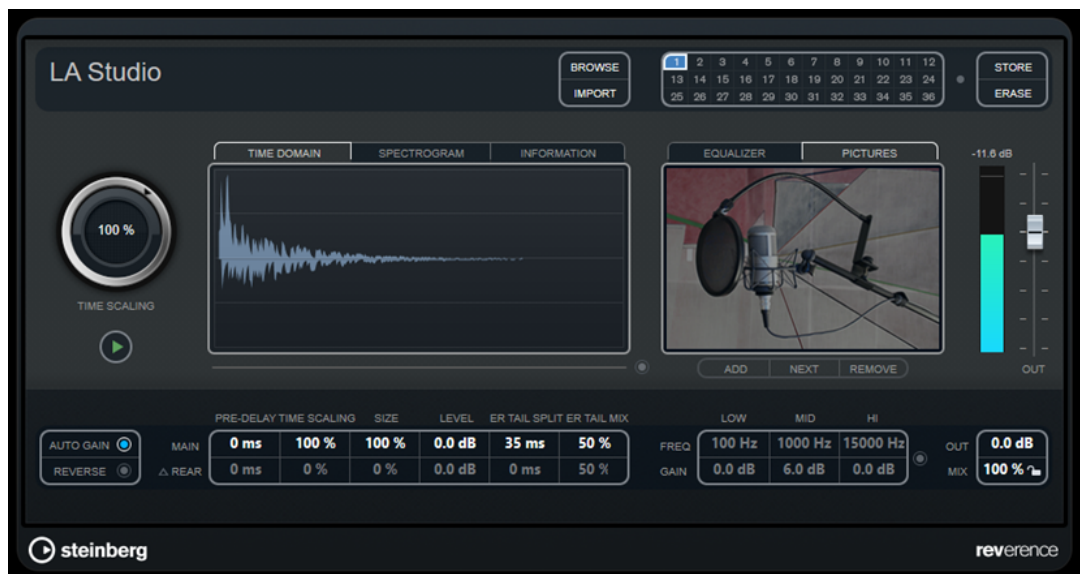 LA Studio
BROWSE
IMPORT
1 2 3 4 5 6 7 8 9 10 11 12
13 14 15 16 17 18 19 20 21 22 23 24
25 26 27 28 29 30 31 32 33 34 35 36
STORE
ERASE
TIME DOMAIN SPECTROGRAM INFORMATION
EQUALIZER PICTURES
-11.6 dB
100 %
TIME SCALING
ADD NEXT REMOVE
OUT
PRE-DELAY TIME SCALING SIZE LEVEL ER TAIL SPLIT ER TAIL MIX
LOW MID HI
AUTO GAIN
REVERSE
MAIN 0 ms 100 % 100 % 0.0 dB 35 ms 50 %
△ REAR 0 ms 0 % 0 % 0.0 dB 0 ms 50 %
FREQ 100 Hz 1000 Hz 15000 Hz
GAIN 0.0 dB 6.0 dB 0.0 dB
OUT 0.0 dB
MIX 100 %
steinberg
reverence